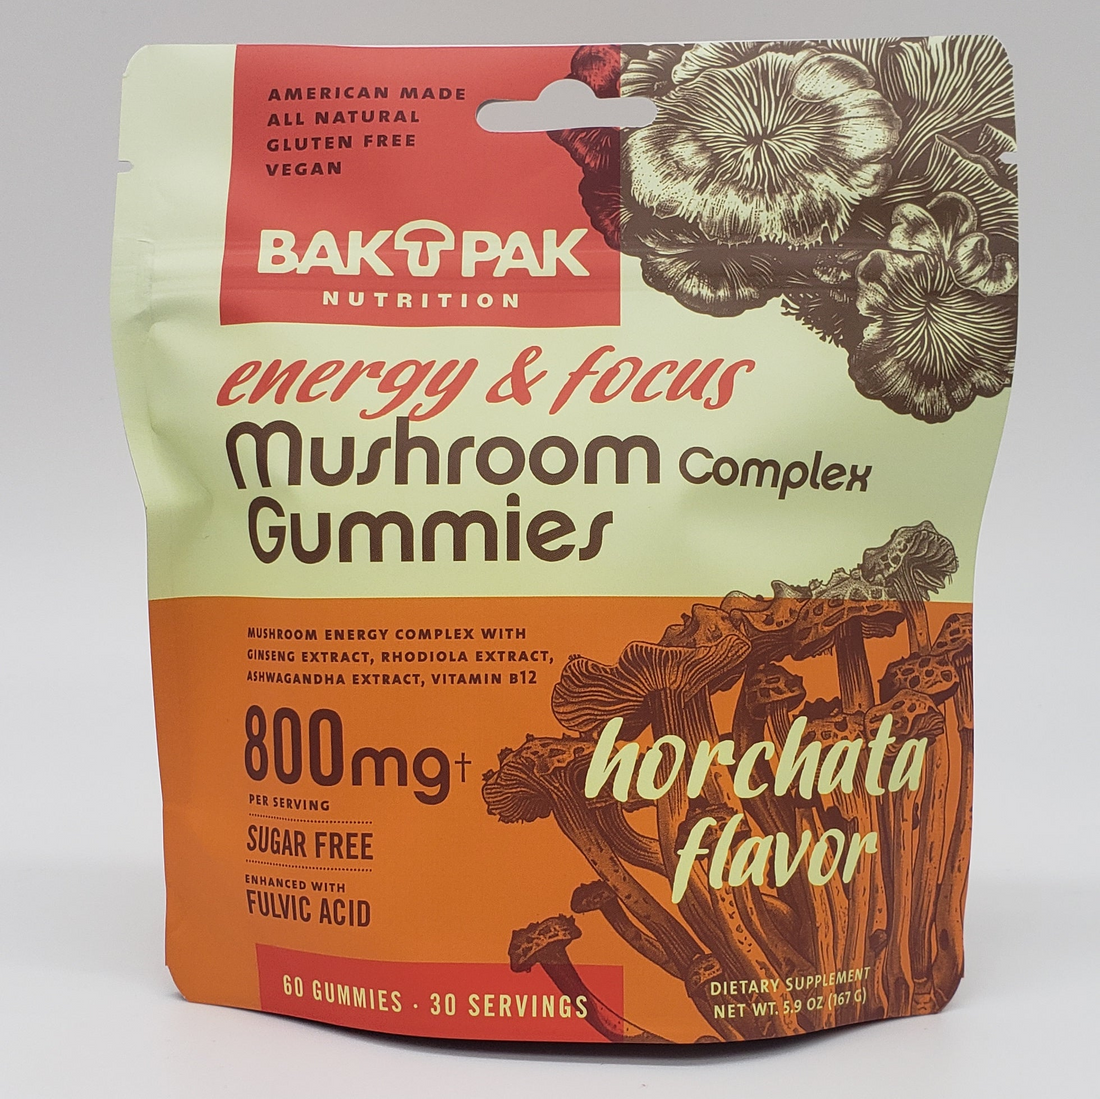 AMERICAN MADE
ALL NATURAL
GLUTEN FREE
VEGAN
BAK PAK
NUTRITION
energy & focus
Mushroom Complex
Gummies
MUSHROOM ENERGY COMPLEX WITH
GINSENG EXTRACT, RHODIOLA EXTRACT,
ASHWAGANDHA EXTRACT, VITAMIN B12
800mg†
PER SERVING
SUGAR FREE
ENHANCED WITH
FULVIC ACID
horchata
flavor
60 GUMMIES · 30 SERVINGS
DIETARY SUPPLEMENT
NET WT. 5.9 OZ (167 G)